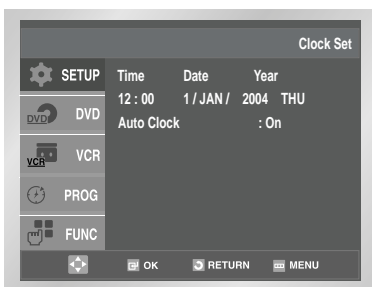 Clock Set
SETUP
DVD
DVD
VCR
VCR
PROG
FUNC
Time Date Year
12 : 00 1 / JAN / 2004 THU
Auto Clock : On
OK RETURN MENU